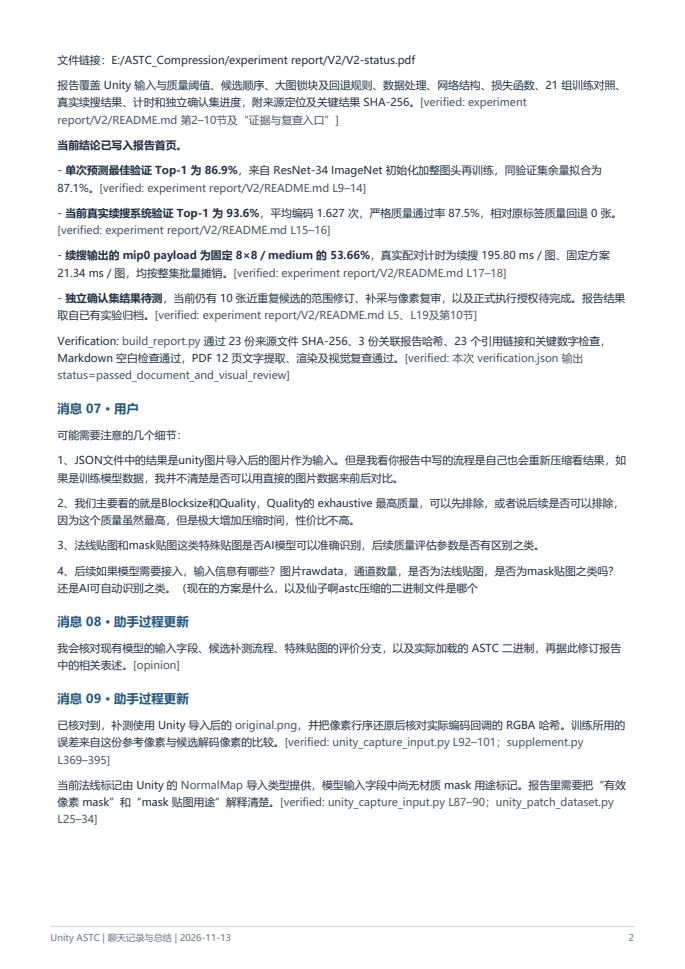 文件链接：E:/ASTC_Compression/experiment report/V2/V2-status.pdf
报告覆盖 Unity 输入与质量阈值、候选顺序、大图锁块及回退规则、数据处理、网络结构、损失函数、21 组训练对照、
真实续搜结果、计时和独立确认集进度，附来源定位及关键结果 SHA-256。[verified: experiment
report/V2/README.md 第2–10节及“证据与复查入口”]
当前结论已写入报告首页。
- 单次预测最佳验证 Top-1 为 86.9%，来自 ResNet-34 ImageNet 初始化加整图头再训练，同验证集余量拟合为
87.1%。[verified: experiment report/V2/README.md L9–14]
- 当前真实续搜系统验证 Top-1 为 93.6%，平均编码 1.627 次，严格质量通过率 87.5%，相对原标签质量回退 0 张。
[verified: experiment report/V2/README.md L15–16]
- 续搜输出的 mip0 payload 为固定 8×8 / medium 的 53.66%，真实配对计时为续搜 195.80 ms / 图、固定方案
21.34 ms / 图，均按整集批量摊销。[verified: experiment report/V2/README.md L17–18]
- 独立确认集结果待测，当前仍有 10 张近重复候选的范围修订、补采与像素复审，以及正式执行授权待完成。报告结果
取自已有实验归档。[verified: experiment report/V2/README.md L5、L19及第10节]
Verification: build_report.py 通过 23 份来源文件 SHA-256、3 份关联报告哈希、23 个引用链接和关键数字检查，
Markdown 空白检查通过，PDF 12 页文字提取、渲染及视觉复查通过。[verified: 本次 verification.json 输出
status=passed_document_and_visual_review]
消息 07 • 用户
可能需要注意的几个细节：
1、JSON文件中的结果是unity图片导入后的图片作为输入。但是我看你报告中写的流程是自己也会重新压缩看结果，如
果是训练模型数据，我并不清楚是否可以用直接的图片数据来前后对比。
2、我们主要看的就是Blocksize和Quality，Quality的 exhaustive 最高质量，可以先排除，或者说后续是否可以排除，
因为这个质量虽然最高，但是极大增加压缩时间，性价比不高。
3、法线贴图和mask贴图这类特殊贴图是否AI模型可以准确识别，后续质量评估参数是否有区别之类。
4、后续如果模型需要接入，输入信息有哪些？图片rawdata，通道数量，是否为法线贴图，是否为mask贴图之类吗？
还是AI可自动识别之类。（现在的方案是什么，以及仙子啊astc压缩的二进制文件是哪个
消息 08 • 助手过程更新
我会核对现有模型的输入字段、候选补测流程、特殊贴图的评价分支，以及实际加载的 ASTC 二进制，再据此修订报告
中的相关表述。[opinion]
消息 09 • 助手过程更新
已核对到，补测使用 Unity 导入后的 original.png，并把像素行序还原后核对实际编码回调的 RGBA 哈希。训练所用的
误差来自这份参考像素与候选解码像素的比较。[verified: unity_capture_input.py L92–101；supplement.py
L369–395]
当前法线标记由 Unity 的 NormalMap 导入类型提供，模型输入字段中尚无材质 mask 用途标记。报告里需要把“有效
像素 mask”和“mask 贴图用途”解释清楚。[verified: unity_capture_input.py L87–90；unity_patch_dataset.py
L25–34]
Unity ASTC | 聊天记录与总结 | 2026-11-13
2